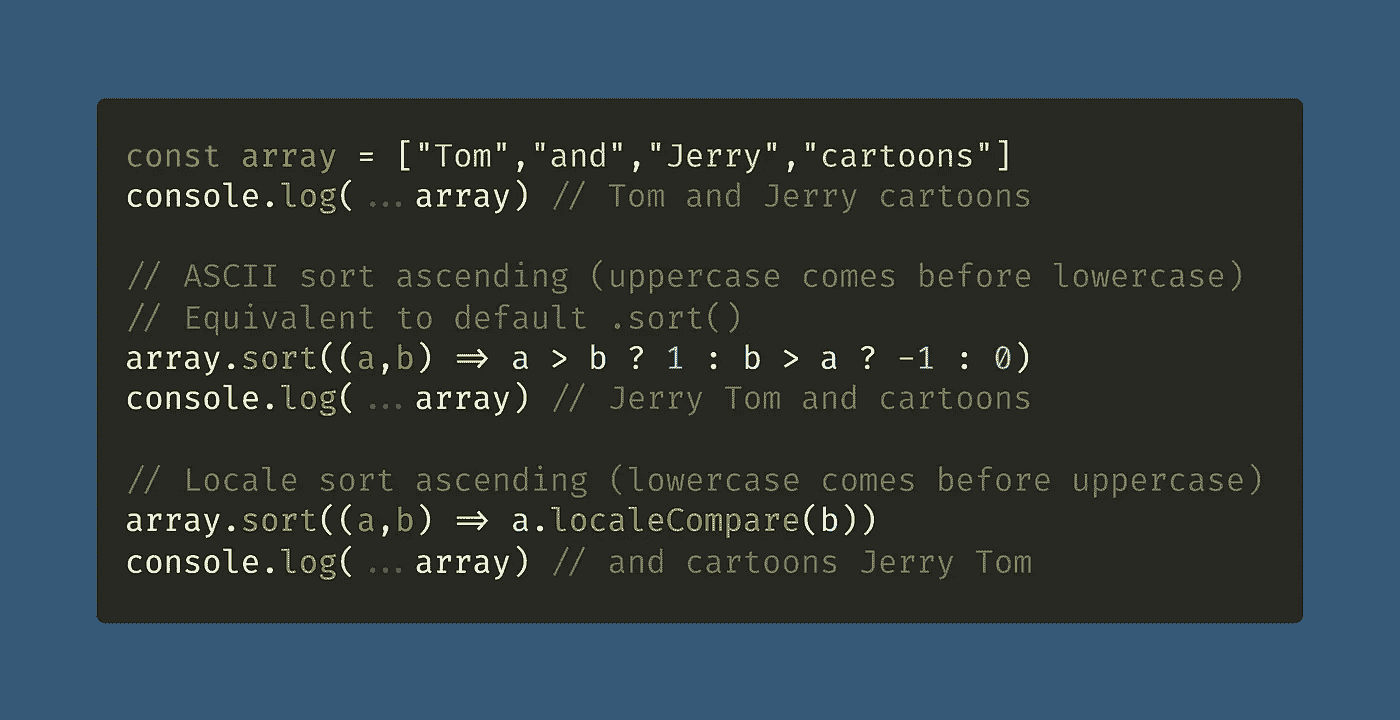 const array = ["Tom","and","Jerry","cartoons"]
console.log(...array) // Tom and Jerry cartoons
// ASCII sort ascending (uppercase comes before lowercase)
// Equivalent to default .sort()
array.sort((a,b) => a > b ? 1 : b > a ? -1 : 0)
console.log(...array) // Jerry Tom and cartoons
// Locale sort ascending (lowercase comes before uppercase)
array.sort((a,b) => a.localeCompare(b))
console.log(...array) // and cartoons Jerry Tom